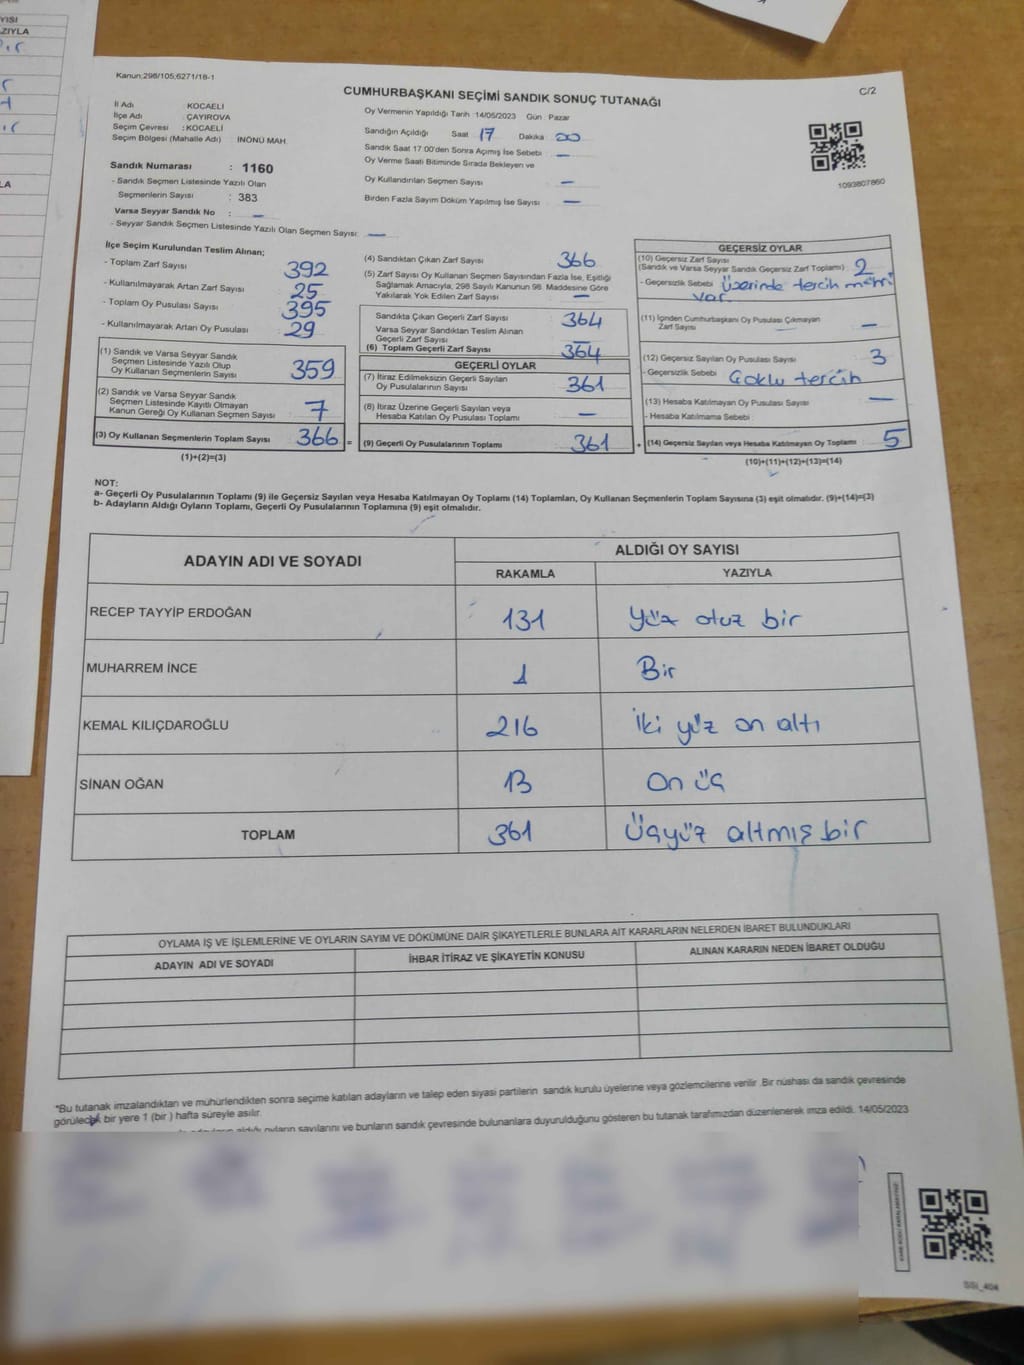 Kanun;298/105;6271/18-1
CUMHURBAŞKANI SEÇİMİ SANDIK SONUÇ TUTANAĞI
C/2
İl Adı : KOCAELİ
İlçe Adı : ÇAYIROVA
Seçim Çevresi : KOCAELİ
Seçim Bölgesi (Mahalle Adı) : İNÖNÜ MAH.
Oy Vermenin Yapıldığı Tarih :14/05/2023 Gün : Pazar
Sandığın Açıldığı Saat 17 Dakika 00
Sandık Saat 17:00'den Sonra Açımış İse Sebebi : —
Oy Verme Saati Bitiminde Sırada Bekleyen ve
Oy Kullandırılan Seçmen Sayısı —
Birden Fazla Sayım Döküm Yapılmış İse Sayısı : —
1093807860
Sandık Numarası : 1160
- Sandık Seçmen Listesinde Yazılı Olan
Seçmenlerin Sayısı : 383
Varsa Seyyar Sandık No : —
- Seyyar Sandık Seçmen Listesinde Yazılı Olan Seçmen Sayısı: —
İlçe Seçim Kurulundan Teslim Alınan;
- Toplam Zarf Sayısı 392
- Kullanılmayarak Artan Zarf Sayısı 25
- Toplam Oy Pusulası Sayısı 395
- Kullanılmayarak Artan Oy Pusulası 29
(1) Sandık ve Varsa Seyyar Sandık
Seçmen Listesinde Yazılı Olup
Oy Kullanan Seçmenlerin Sayısı 359
(2) Sandık ve Varsa Seyyar Sandık
Seçmen Listesinde Kayıtlı Olmayan
Kanun Gereği Oy Kullanan Seçmen Sayısı 7
(3) Oy Kullanan Seçmenlerin Toplam Sayısı 366 =
(1)+(2)=(3)
(4) Sandıktan Çıkan Zarf Sayısı 366
(5) Zarf Sayısı Oy Kullanan Seçmen Sayısından Fazla İse, Eşitliği
Sağlamak Amacıyla, 298 Sayılı Kanunun 98. Maddesine Göre
Yakılarak Yok Edilen Zarf Sayısı —
Sandıkta Çıkan Geçerli Zarf Sayısı 364
Varsa Seyyar Sandıktan Teslim Alınan
Geçerli Zarf Sayısı —
(6) Toplam Geçerli Zarf Sayısı 364
GEÇERLİ OYLAR
(7) İtiraz Edilmeksizin Geçerli Sayılan
Oy Pusulalarının Sayısı 361
(8) İtiraz Üzerine Geçerli Sayılan veya
Hesaba Katılan Oy Pusulası Toplamı —
(9) Geçerli Oy Pusulalarının Toplamı 361 +
GEÇERSİZ OYLAR
(10) Geçersiz Zarf Sayısı
(Sandık ve Varsa Seyyar Sandık Geçersiz Zarf Toplamı) 2
- Geçersizlik Sebebi Üzerinde tercih mührü
var.
(11) İçinden Cumhurbaşkanı Oy Pusulası Çıkmayan
Zarf Sayısı —
(12) Geçersiz Sayılan Oy Pusulası Sayısı 3
- Geçersizlik Sebebi Çoklu tercih
(13) Hesaba Katılmayan Oy Pusulası Sayısı —
- Hesaba Katılmama Sebebi
(14) Geçersiz Sayılan veya Hesaba Katılmayan Oy Toplamı 5
(10)+(11)+(12)+(13)=(14)
NOT:
a- Geçerli Oy Pusulalarının Toplamı (9) ile Geçersiz Sayılan veya Hesaba Katılmayan Oy Toplamı (14) Toplamları, Oy Kullanan Seçmenlerin Toplam Sayısına (3) eşit olmalıdır. (9)+(14)=(3)
b- Adayların Aldığı Oyların Toplamı, Geçerli Oy Pusulalarının Toplamına (9) eşit olmalıdır.
ADAYIN ADI VE SOYADI
ALDIĞI OY SAYISI
RAKAMLA YAZIYLA
RECEP TAYYİP ERDOĞAN 131 Yüz otuz bir
MUHARREM İNCE 1 Bir
KEMAL KILIÇDAROĞLU 216 İki yüz on altı
SİNAN OĞAN 13 On üç
TOPLAM 361 Üçyüz altmış bir
OYLAMA İŞ VE İŞLEMLERİNE VE OYLARIN SAYIM VE DÖKÜMÜNE DAİR ŞİKAYETLERLE BUNLARA AİT KARARLARIN NELERDEN İBARET BULUNDUKLARI
ADAYIN ADI VE SOYADI İHBAR İTİRAZ VE ŞİKAYETİN KONUSU ALINAN KARARIN NEDEN İBARET OLDUĞU
*Bu tutanak imzalandıktan ve mühürlendikten sonra seçime katılan adayların ve talep eden siyasi partilerin sandık kurulu üyelerine veya gözlemcilerine verilir .Bir nüshası da sandık çevresinde
görülecek bir yere 1 (bir ) hafta süreyle asılır.
adayların aldığı oyların sayılarını ve bunların sandık çevresinde bulunanlara duyurulduğunu gösteren bu tutanak tarafımızdan düzenlenerek imza edildi. 14/05/2023
SSI_404